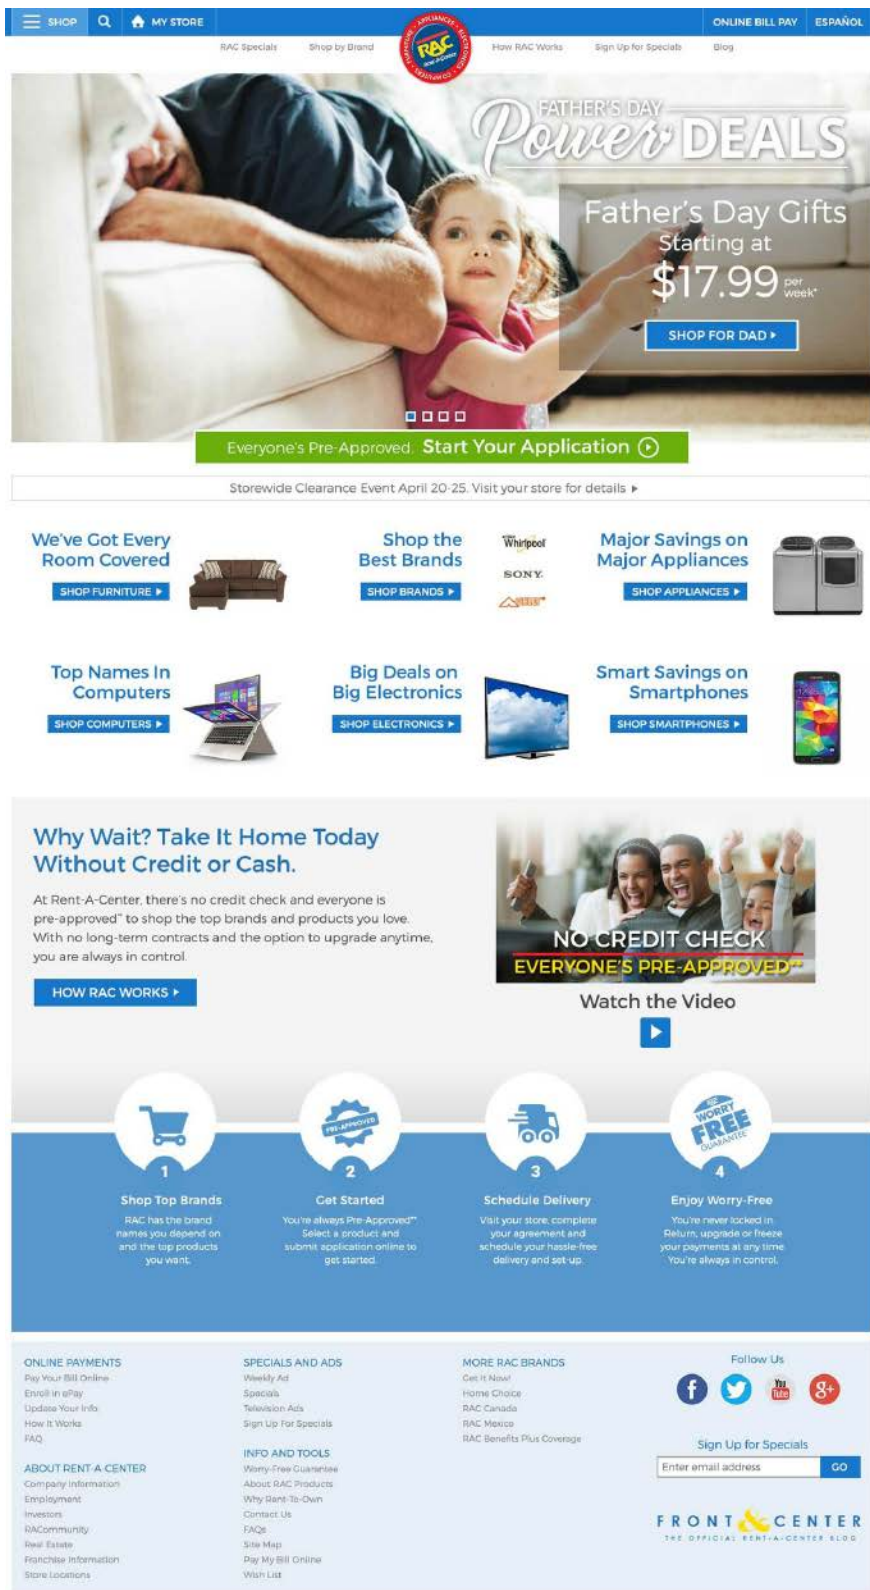 SHOP
MY STORE
ONLINE BILL PAY
ESPAÑOL
APPLIANCES • ELECTRONICS • COMPUTERS • FURNITURE
RAC
RENT-A-CENTER
RAC Specials
Shop by Brand
How RAC Works
Sign Up for Specials
Blog
FATHER'S DAY
Power DEALS
Father's Day Gifts
Starting at
$17.99 per week*
SHOP FOR DAD
Everyone's Pre-Approved. Start Your Application
Storewide Clearance Event April 20-25. Visit your store for details
We've Got Every
Room Covered
SHOP FURNITURE
Shop the
Best Brands
SHOP BRANDS
Whirlpool
SONY
Major Savings on
Major Appliances
SHOP APPLIANCES
Top Names In
Computers
SHOP COMPUTERS
Big Deals on
Big Electronics
SHOP ELECTRONICS
Smart Savings on
Smartphones
SHOP SMARTPHONES
Why Wait? Take It Home Today
Without Credit or Cash.
At Rent-A-Center, there's no credit check and everyone is
pre-approved** to shop the top brands and products you love.
With no long-term contracts and the option to upgrade anytime,
you are always in control.
HOW RAC WORKS
NO CREDIT CHECK
EVERYONE'S PRE-APPROVED**
Watch the Video
1
Shop Top Brands
RAC has the brand
names you depend on
and the top products
you want.
PRE-APPROVED
2
Get Started
You're always Pre-Approved**
Select a product and
submit application online to
get started.
3
Schedule Delivery
Visit your store, complete
your agreement and
schedule your hassle-free
delivery and set-up.
WORRY
FREE
GUARANTEE
4
Enjoy Worry-Free
You're never locked in.
Return, upgrade or freeze
your payments at any time.
You're always in control.
ONLINE PAYMENTS
Pay Your Bill Online
Enroll in ePay
Update Your Info
How It Works
FAQ
ABOUT RENT-A-CENTER
Company Information
Employment
Investors
RACommunity
Real Estate
Franchise Information
Store Locations
SPECIALS AND ADS
Weekly Ad
Specials
Television Ads
Sign Up For Specials
INFO AND TOOLS
Worry-Free Guarantee
About RAC Products
Why Rent-To-Own
Contact Us
FAQs
Site Map
Pay My Bill Online
Wish List
MORE RAC BRANDS
Get It Now!
Home Choice
RAC Canada
RAC Mexico
RAC Benefits Plus Coverage
Follow Us
f
You
Tube
g+
Sign Up for Specials
Enter email address
GO
FRONT & CENTER
THE OFFICIAL RENT-A-CENTER BLOG